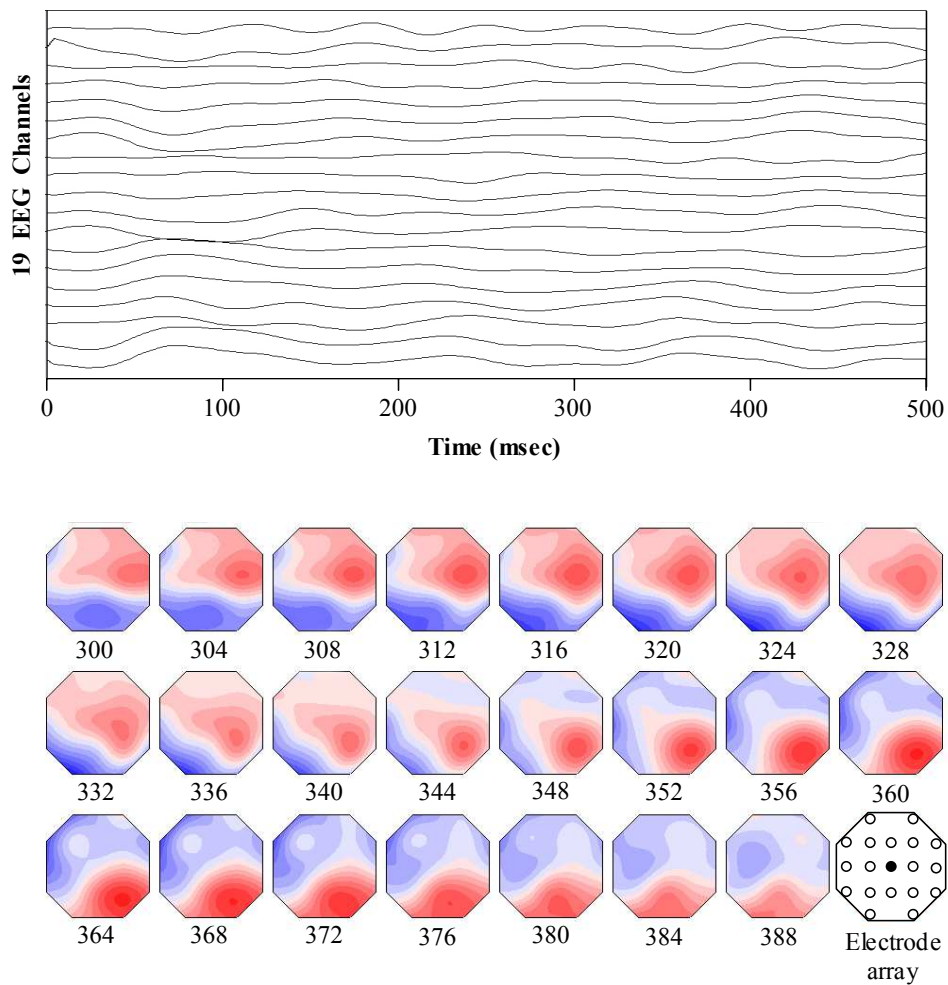 19 EEG Channels
0 100 200 300 400 500
Time (msec)
300 304 308 312 316 320 324 328
332 336 340 344 348 352 356 360
364 368 372 376 380 384 388
Electrode
array